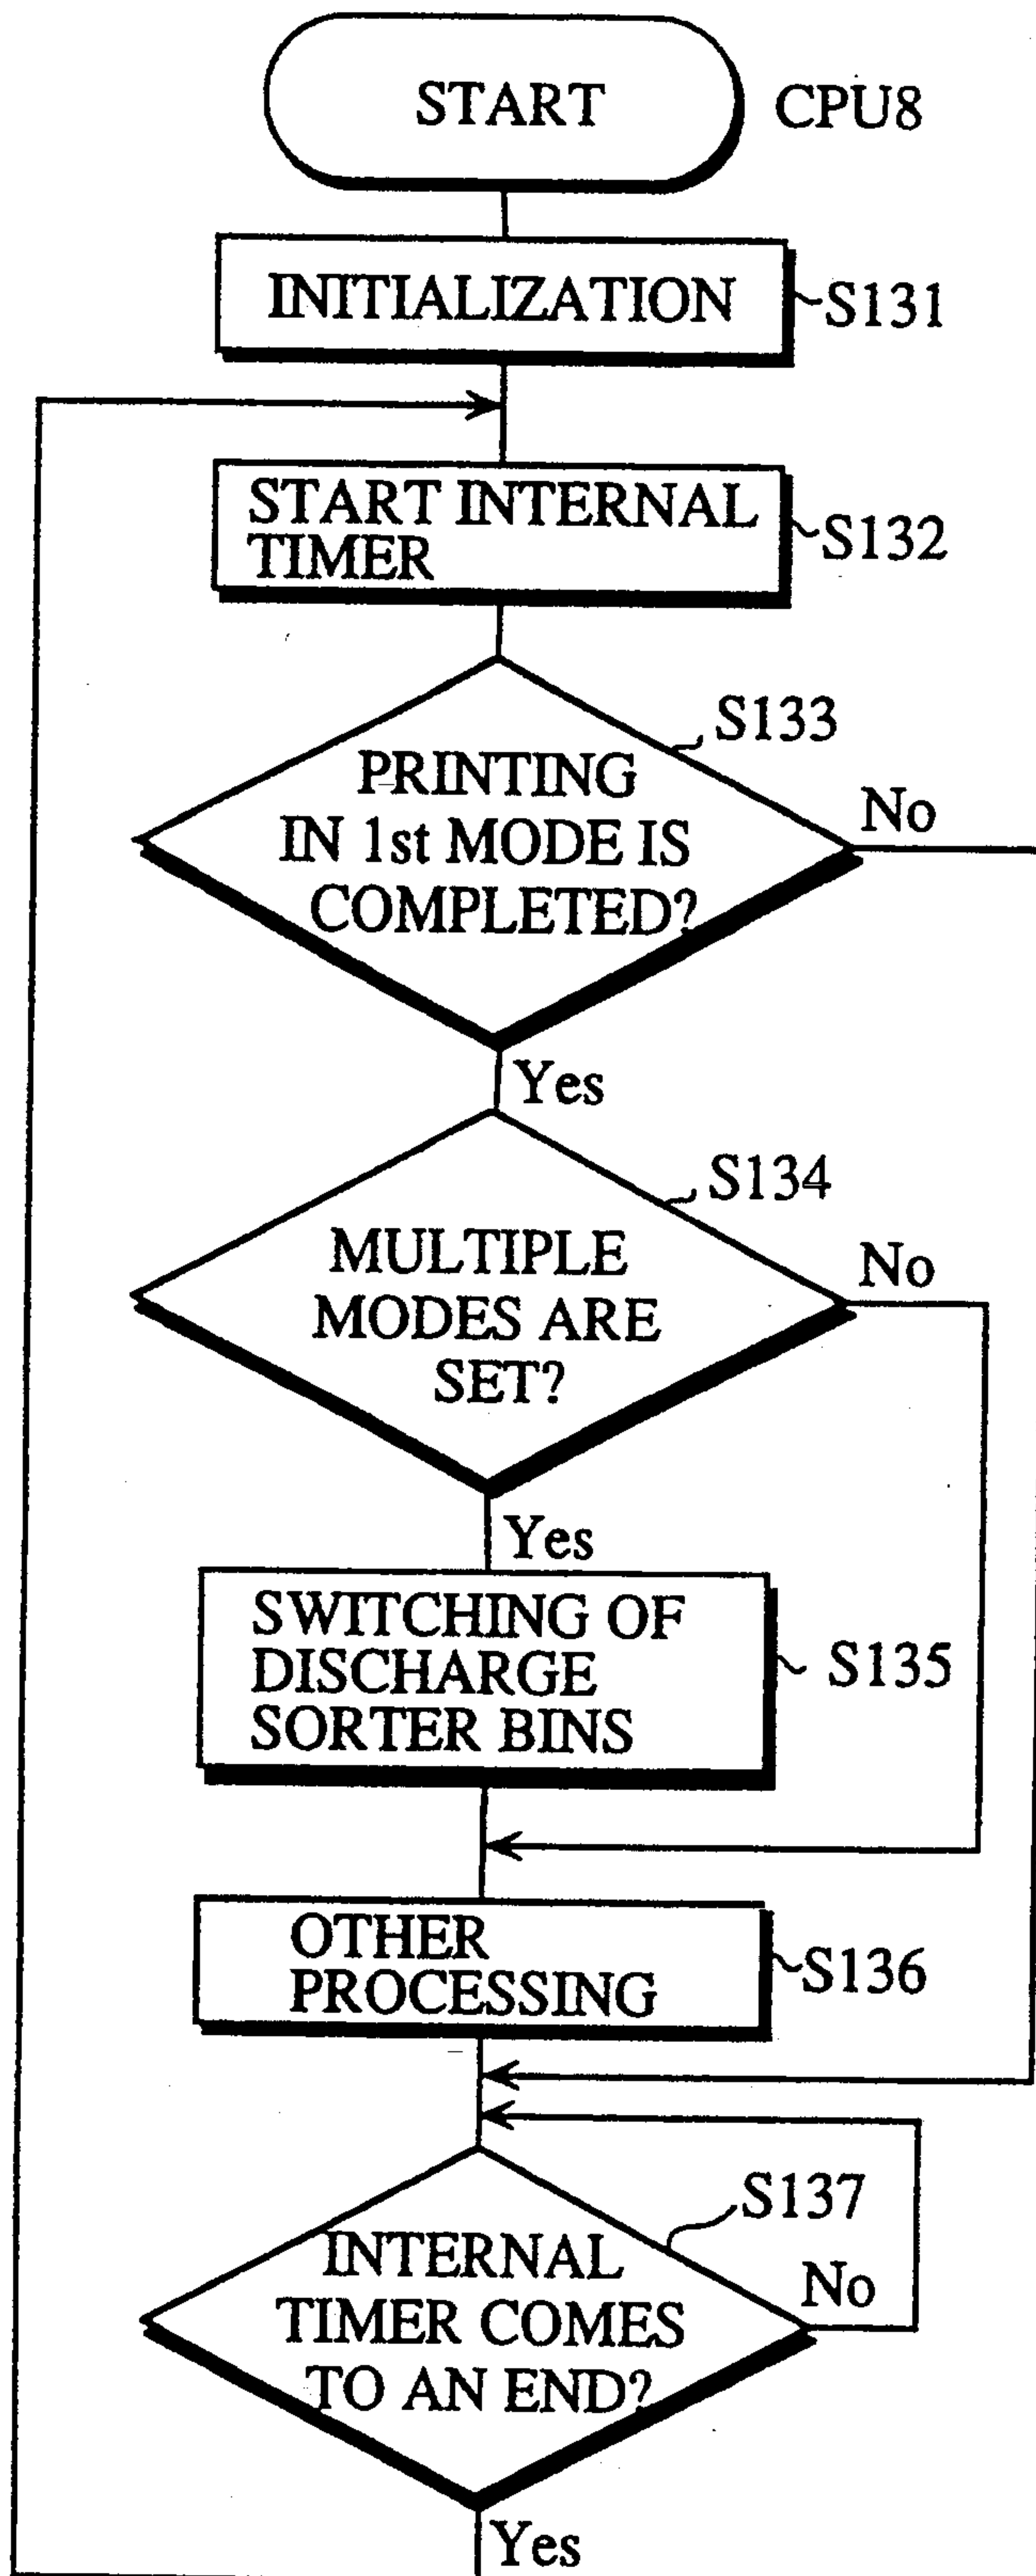 START
CPU8
INITIALIZATION
S131
START INTERNAL
TIMER
S132
S133
PRINTING
IN 1st MODE IS
COMPLETED?
No
Yes
S134
MULTIPLE
MODES ARE
SET?
No
Yes
SWITCHING OF
DISCHARGE
SORTER BINS
S135
OTHER
PROCESSING
S136
S137
INTERNAL
TIMER COMES
TO AN END?
No
Yes